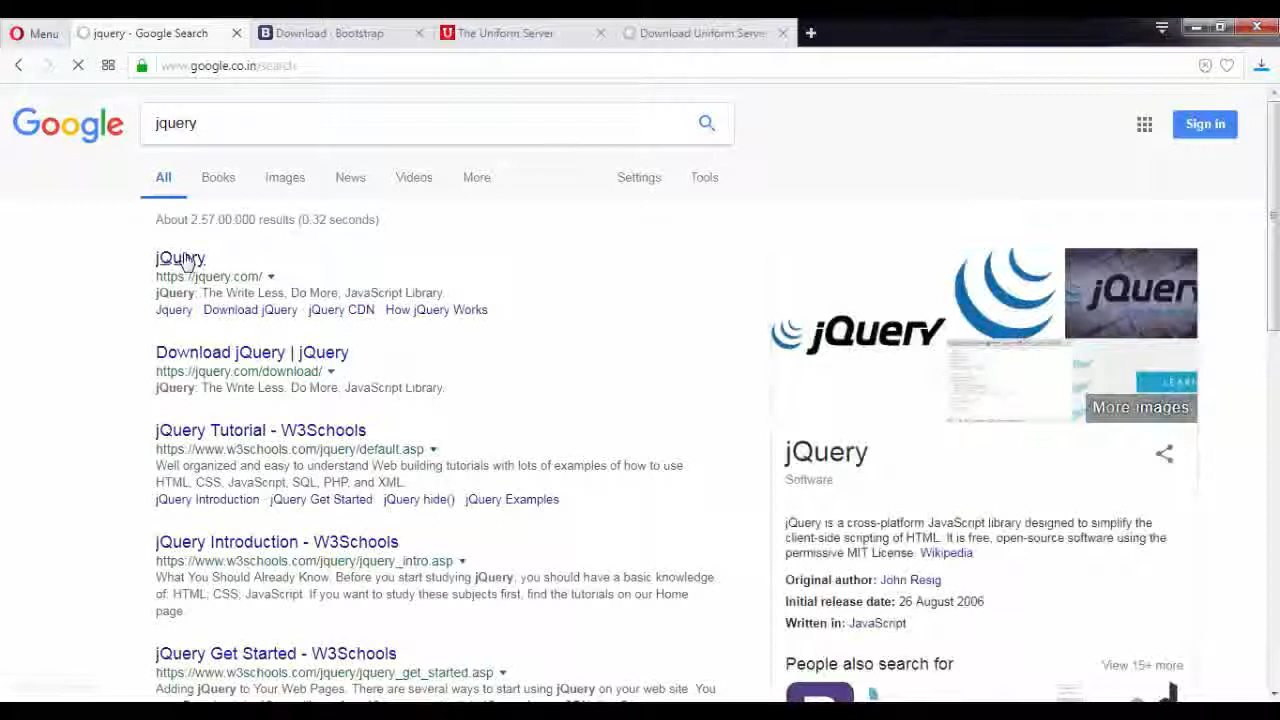 Menu
jquery - Google Search
Download · Bootstrap
The Uniform Server
Download Uniform Serve
www.google.co.in/search
Google
jquery
Sign in
All
Books
Images
News
Videos
More
Settings
Tools
About 2,57,00,000 results (0.32 seconds)
jQuery
https://jquery.com/
jQuery: The Write Less, Do More, JavaScript Library.
Jquery · Download jQuery · jQuery CDN · How jQuery Works
Download jQuery | jQuery
https://jquery.com/download/
jQuery: The Write Less, Do More, JavaScript Library.
jQuery Tutorial - W3Schools
https://www.w3schools.com/jquery/default.asp
Well organized and easy to understand Web building tutorials with lots of examples of how to use
HTML, CSS, JavaScript, SQL, PHP, and XML.
jQuery Introduction · jQuery Get Started · jQuery hide() · jQuery Examples
jQuery Introduction - W3Schools
https://www.w3schools.com/jquery/jquery_intro.asp
What You Should Already Know. Before you start studying jQuery, you should have a basic knowledge
of: HTML; CSS; JavaScript. If you want to study these subjects first, find the tutorials on our Home
page.
jQuery Get Started - W3Schools
https://www.w3schools.com/jquery/jquery_get_started.asp
Adding jQuery to Your Web Pages. There are several ways to start using jQuery on your web site. You
jQuery
jQuer
LEARN
More images
jQuery
Software
jQuery is a cross-platform JavaScript library designed to simplify the
client-side scripting of HTML. It is free, open-source software using the
permissive MIT License. Wikipedia
Original author: John Resig
Initial release date: 26 August 2006
Written in: JavaScript
People also search for
View 15+ more